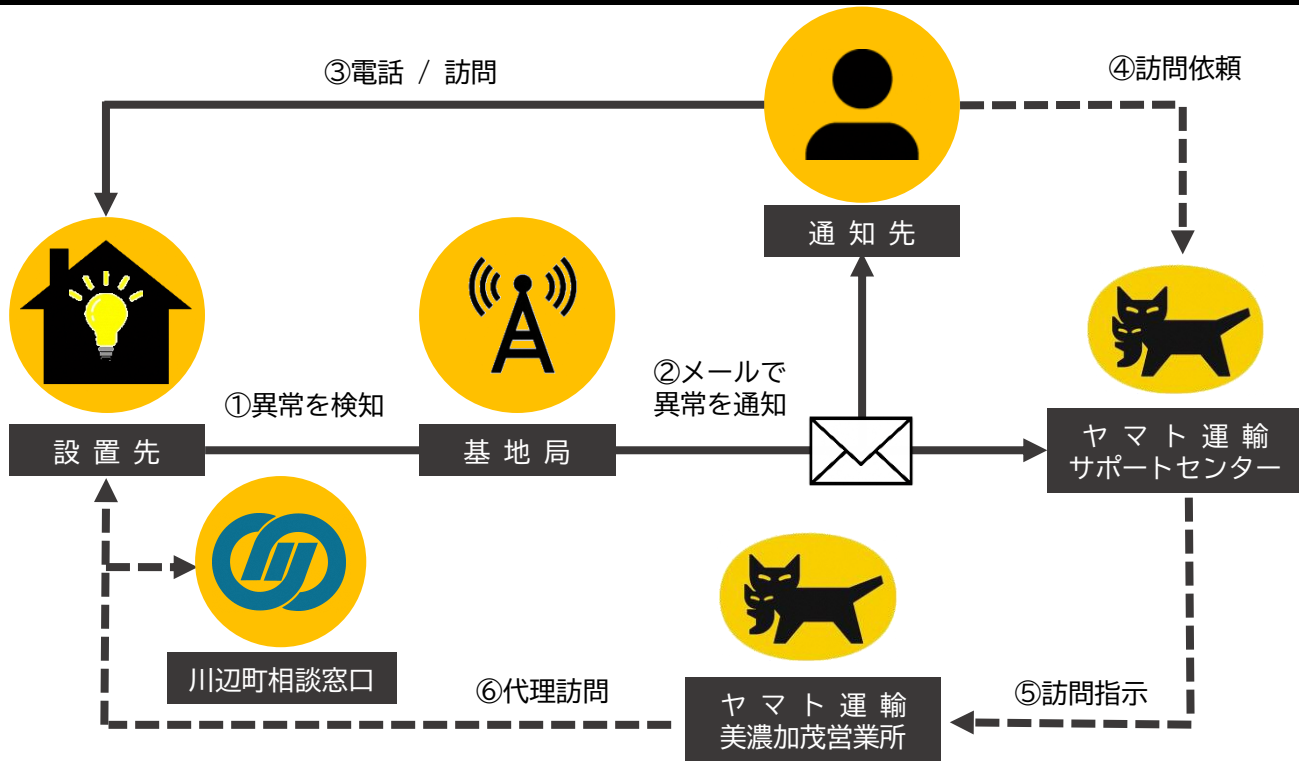 ③電話 / 訪問
④訪問依頼
通知先
②メールで
異常を通知
①異常を検知
設置先
基地局
ヤマト運輸
サポートセンター
川辺町相談窓口
⑥代理訪問
ヤマト運輸
美濃加茂営業所
⑤訪問指示